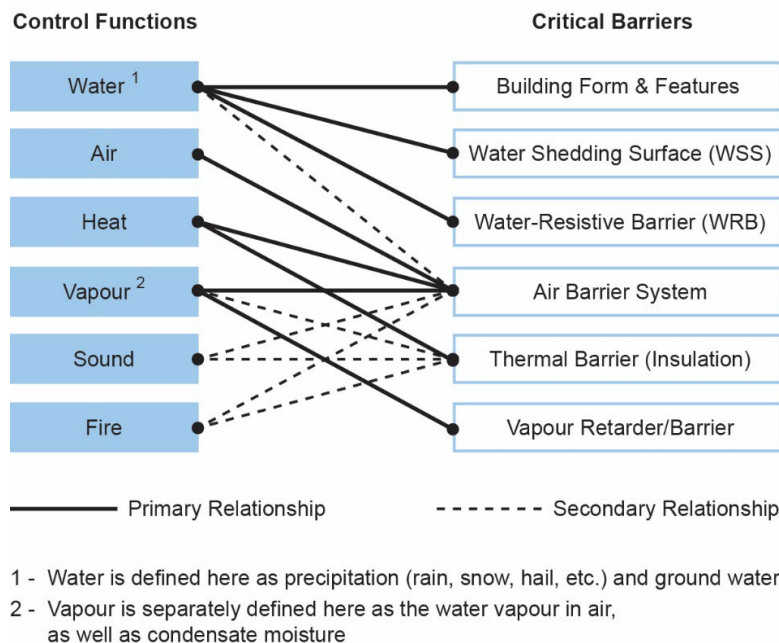 Control Functions
Critical Barriers
Water 1
Building Form & Features
Air
Water Shedding Surface (WSS)
Heat
Water-Resistive Barrier (WRB)
Vapour 2
Air Barrier System
Sound
Thermal Barrier (Insulation)
Fire
Vapour Retarder/Barrier
Primary Relationship
Secondary Relationship
1 - Water is defined here as precipitation (rain, snow, hail, etc.) and ground water
2 - Vapour is separately defined here as the water vapour in air,
as well as condensate moisture